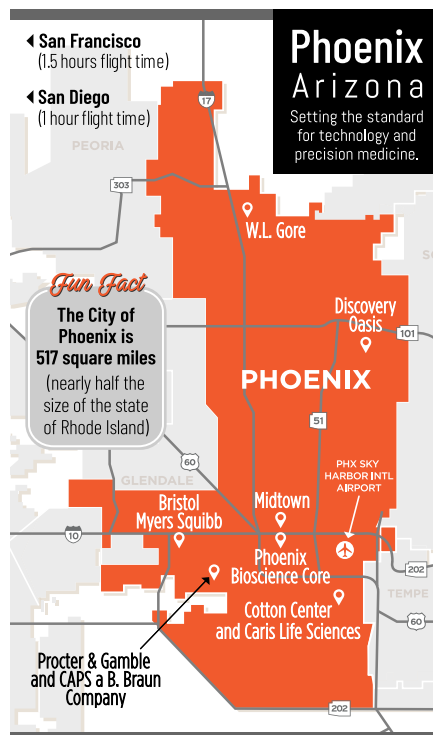 San Francisco
(1.5 hours flight time)
San Diego
(1 hour flight time)
Phoenix
Arizona
Setting the standard
for technology and
precision medicine.
17
PEORIA
303
W.L. Gore
Fun Fact
The City of
Phoenix is
517 square miles
(nearly half the
size of the state
of Rhode Island)
Discovery
Oasis
101
PHOENIX
51
60
PHX SKY
HARBOR INTL
AIRPORT
GLENDALE
Bristol
Myers Squibb
Midtown
10
Phoenix
Bioscience Core
202
TEMPE
Cotton Center
and Caris Life Sciences
60
Procter & Gamble
and CAPS a B. Braun
Company
202